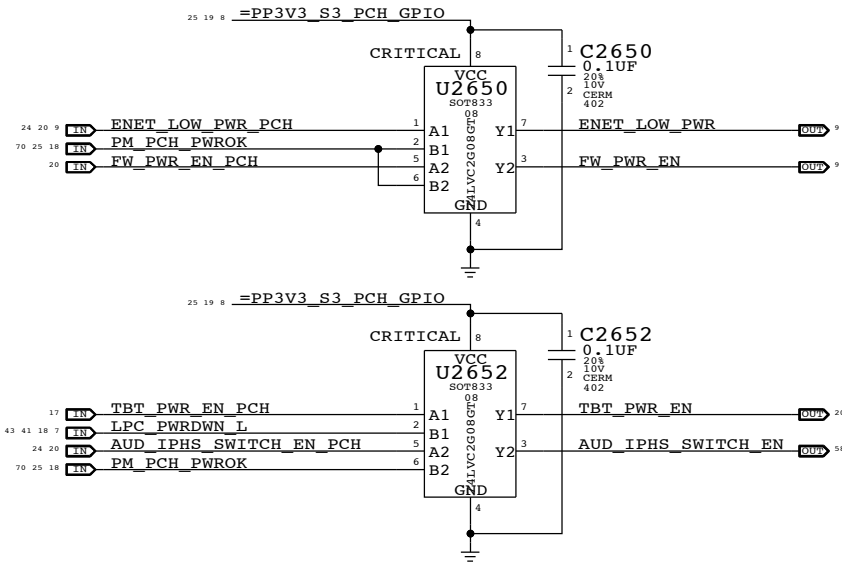 25 19 8 =PP3V3_S3_PCH_GPIO
CRITICAL 8
1 C2650
0.1UF
20%
10V
2 CERM
402
VCC
U2650
SOT833
08
24 20 9 IN ENET_LOW_PWR_PCH 1 A1 Y1 7 ENET_LOW_PWR OUT 9
70 25 18 IN PM_PCH_PWROK 2 B1
20 IN FW_PWR_EN_PCH 5 A2 Y2 3 FW_PWR_EN OUT 9
6 B2
GND
4
25 19 8 =PP3V3_S3_PCH_GPIO
CRITICAL 8
1 C2652
0.1UF
20%
10V
2 CERM
402
VCC
U2652
SOT833
08
17 IN TBT_PWR_EN_PCH 1 A1 Y1 7 TBT_PWR_EN OUT
43 41 18 7 IN LPC_PWRDWN_L 2 B1
24 20 IN AUD_IPHS_SWITCH_EN_PCH 5 A2 Y2 3 AUD_IPHS_SWITCH_EN OUT
70 25 18 IN PM_PCH_PWROK 6 B2
GND
4